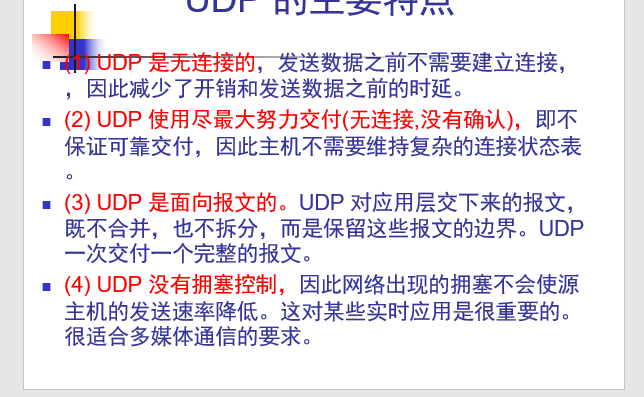 UDP 的主要特点
(1) UDP 是无连接的，发送数据之前不需要建立连接，
，因此减少了开销和发送数据之前的时延。
(2) UDP 使用尽最大努力交付(无连接,没有确认)，即不
保证可靠交付，因此主机不需要维持复杂的连接状态表
。
(3) UDP 是面向报文的。UDP 对应用层交下来的报文，
既不合并，也不拆分，而是保留这些报文的边界。UDP
一次交付一个完整的报文。
(4) UDP 没有拥塞控制，因此网络出现的拥塞不会使源
主机的发送速率降低。这对某些实时应用是很重要的。
很适合多媒体通信的要求。